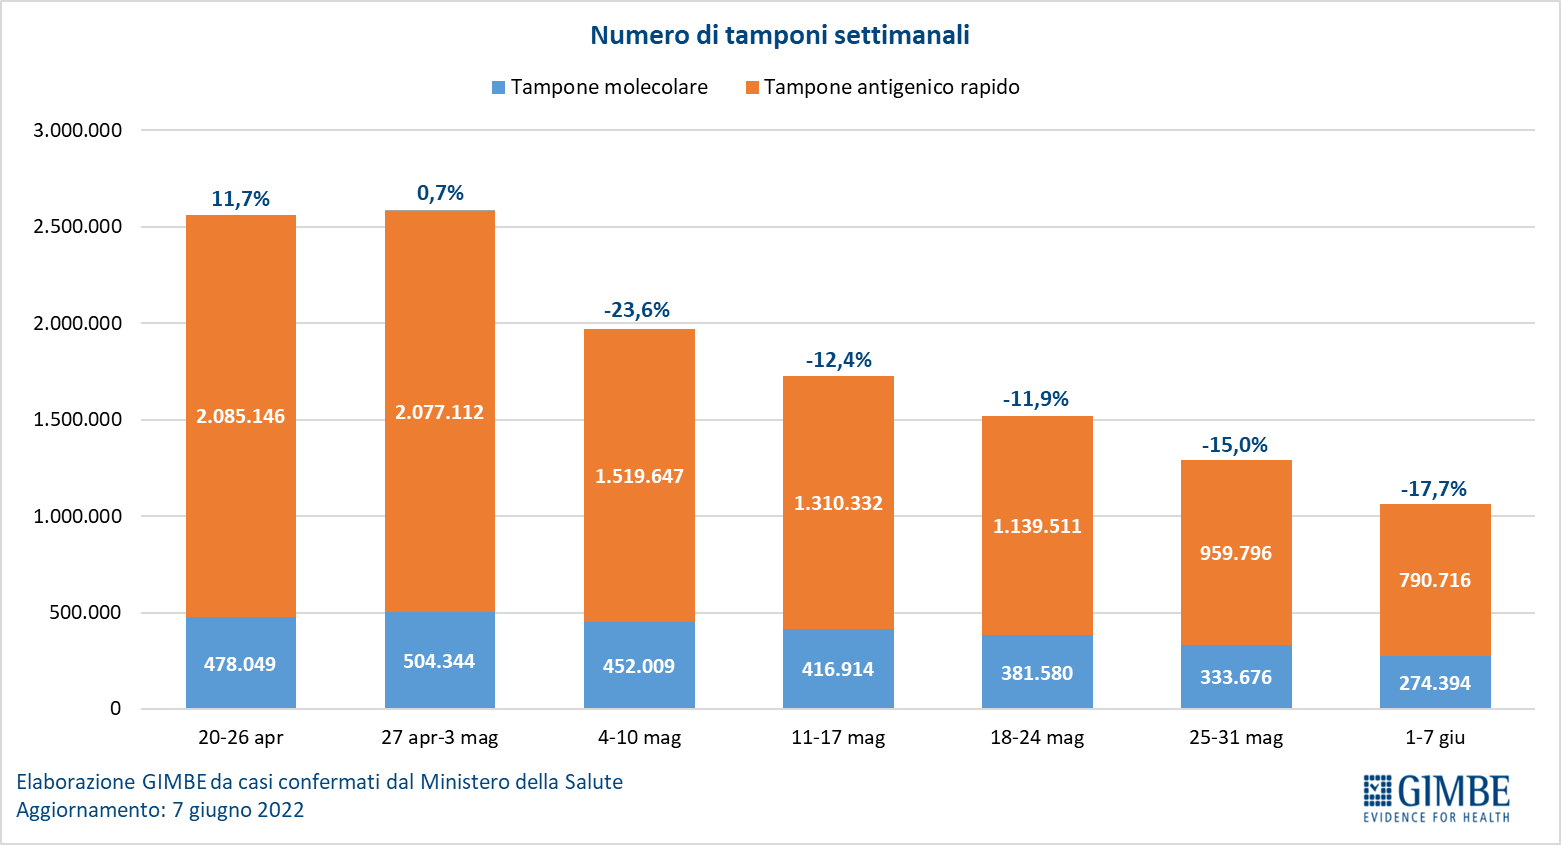 Numero di tamponi settimanali
Tampone molecolare Tampone antigenico rapido
3.000.000
2.500.000
2.000.000
1.500.000
1.000.000
500.000
0
11,7% 0,7% -23,6% -12,4% -11,9% -15,0% -17,7%
2.085.146 2.077.112 1.519.647 1.310.332 1.139.511 959.796 790.716
478.049 504.344 452.009 416.914 381.580 333.676 274.394
20-26 apr 27 apr-3 mag 4-10 mag 11-17 mag 18-24 mag 25-31 mag 1-7 giu
Elaborazione GIMBE da casi confermati dal Ministero della Salute
Aggiornamento: 7 giugno 2022
GIMBE
EVIDENCE FOR HEALTH